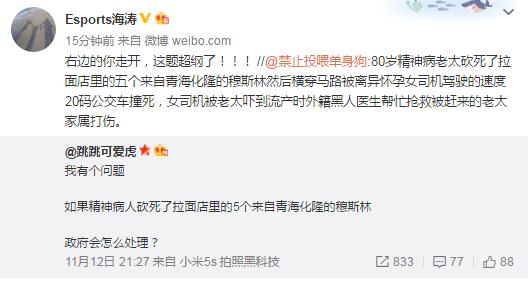 Esports海涛
15分钟前 来自 微博 weibo.com
右边的你走开，这题超纲了！！！ //@禁止投喂单身狗:80岁精神病老太砍死了拉
面店里的五个来自青海化隆的穆斯林然后横穿马路被离异怀孕女司机驾驶的速度
20码公交车撞死，女司机被老太吓到流产时外籍黑人医生帮忙抢救被赶来的老太
家属打伤。
@跳跳可爱虎
我有个问题
如果精神病人砍死了拉面店里的5个来自青海化隆的穆斯林
政府会怎么处理？
11月12日 21:27 来自 小米5s 拍照黑科技 833 77 88